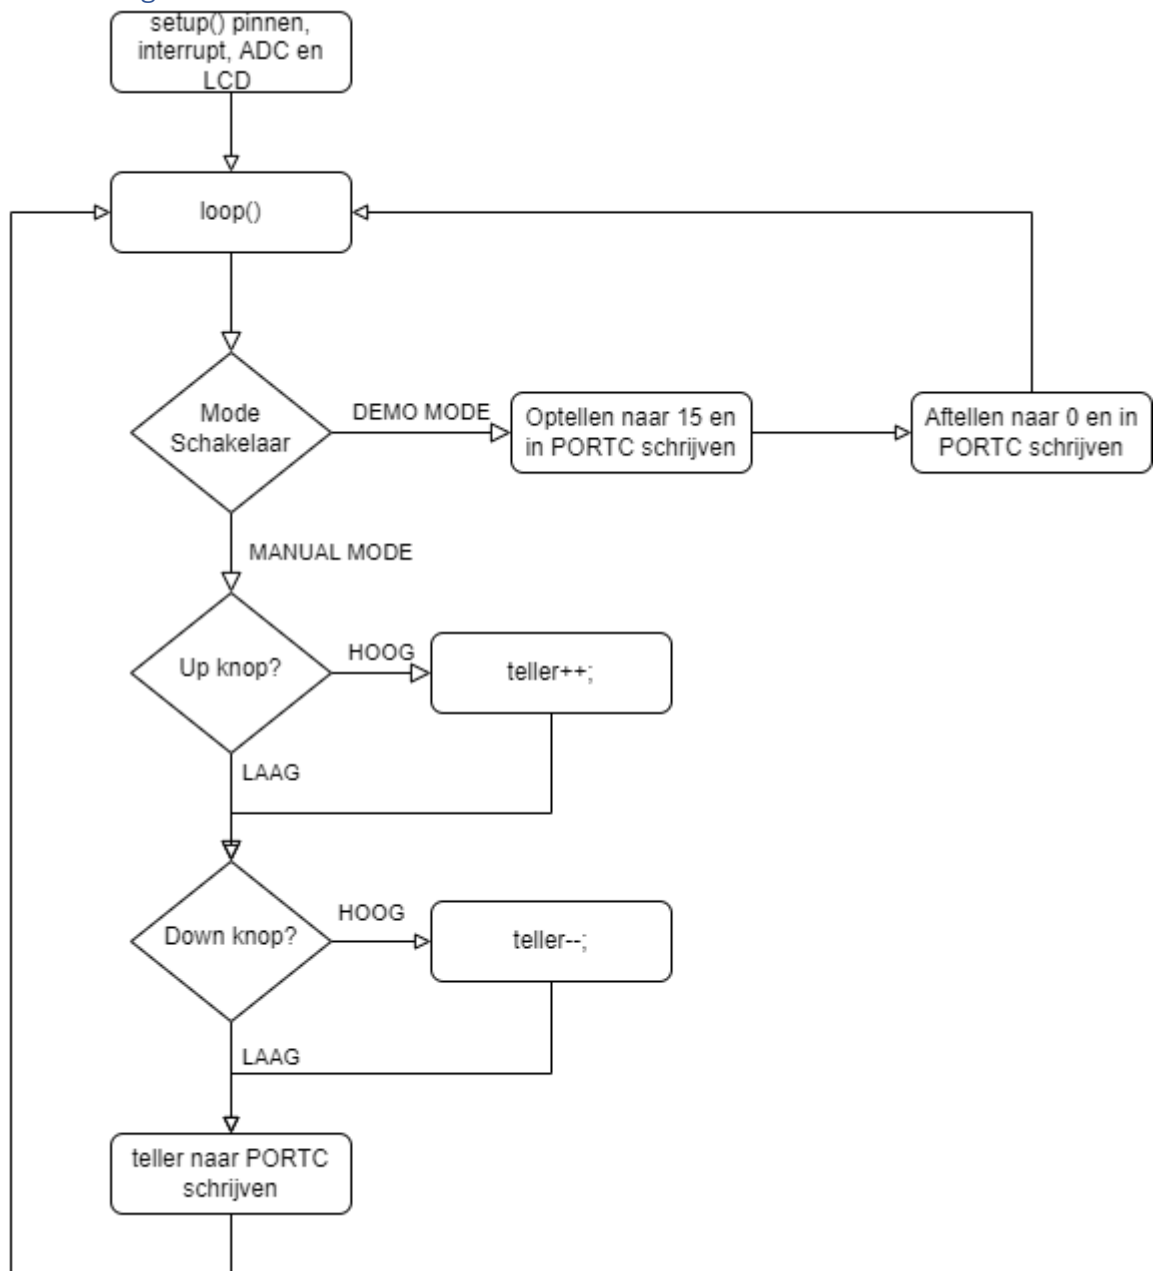 setup() pinnen,
interrupt, ADC en
LCD
loop()
Mode
Schakelaar
DEMO MODE
Optellen naar 15 en
in PORTC schrijven
Aftellen naar 0 en in
PORTC schrijven
MANUAL MODE
Up knop?
HOOG
teller++;
LAAG
Down knop?
HOOG
teller--;
LAAG
teller naar PORTC
schrijven